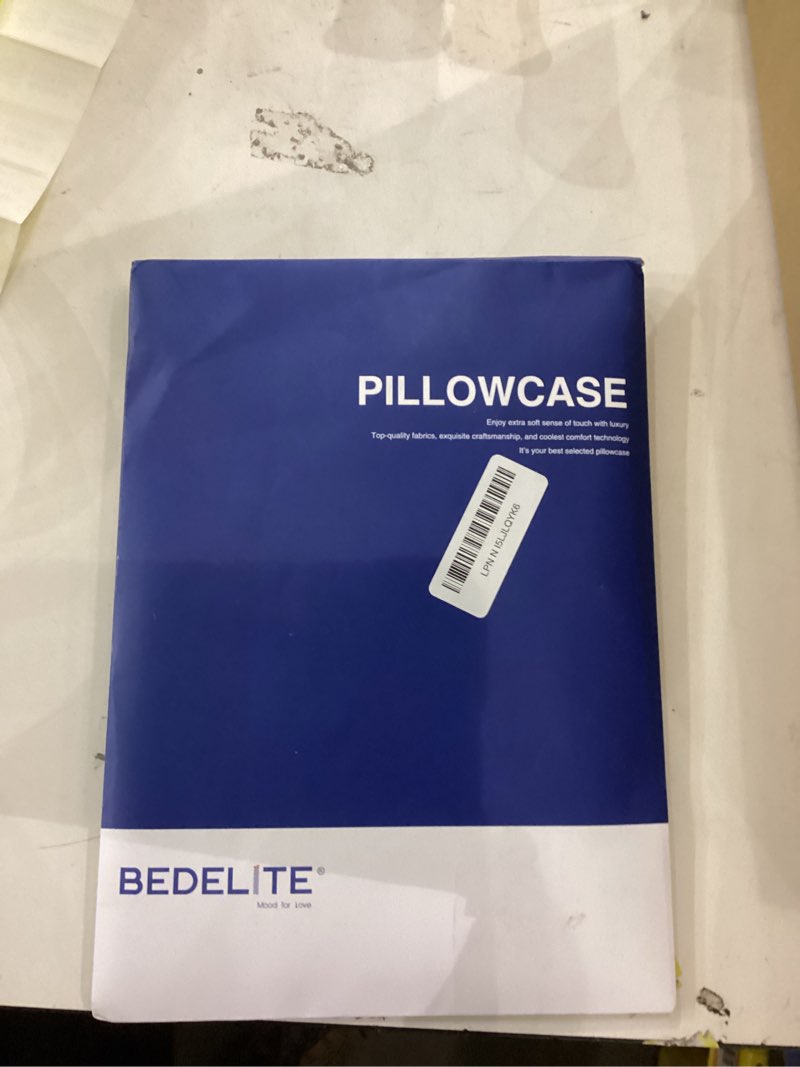 PILLOWCASE
Enjoy extra soft sense of touch with luxury
Top-quality fabrics, exquisite craftsmanship, and coolest comfort technology
It's your best selected pillowcase
LPN N I5LJLQYK6
BEDELITE®
Mood for Love